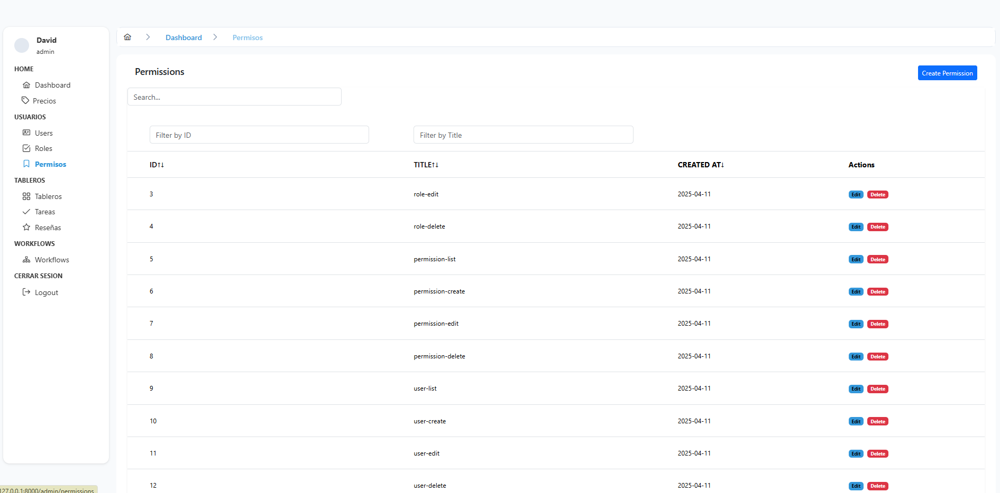 David
admin
HOME
Dashboard
Precios
USUARIOS
Users
Roles
Permisos
TABLEROS
Tableros
Tareas
Reseñas
WORKFLOWS
Workflows
CERRAR SESION
Logout
Dashboard Permisos
Permissions
Create Permission
Search...
Filter by ID Filter by Title
ID↑↓ TITLE↑↓ CREATED AT↓ Actions
3 role-edit 2025-04-11 Edit Delete
4 role-delete 2025-04-11 Edit Delete
5 permission-list 2025-04-11 Edit Delete
6 permission-create 2025-04-11 Edit Delete
7 permission-edit 2025-04-11 Edit Delete
8 permission-delete 2025-04-11 Edit Delete
9 user-list 2025-04-11 Edit Delete
10 user-create 2025-04-11 Edit Delete
11 user-edit 2025-04-11 Edit Delete
12 user-delete 2025-04-11 Edit Delete
127.0.0.1:8000/admin/permissions